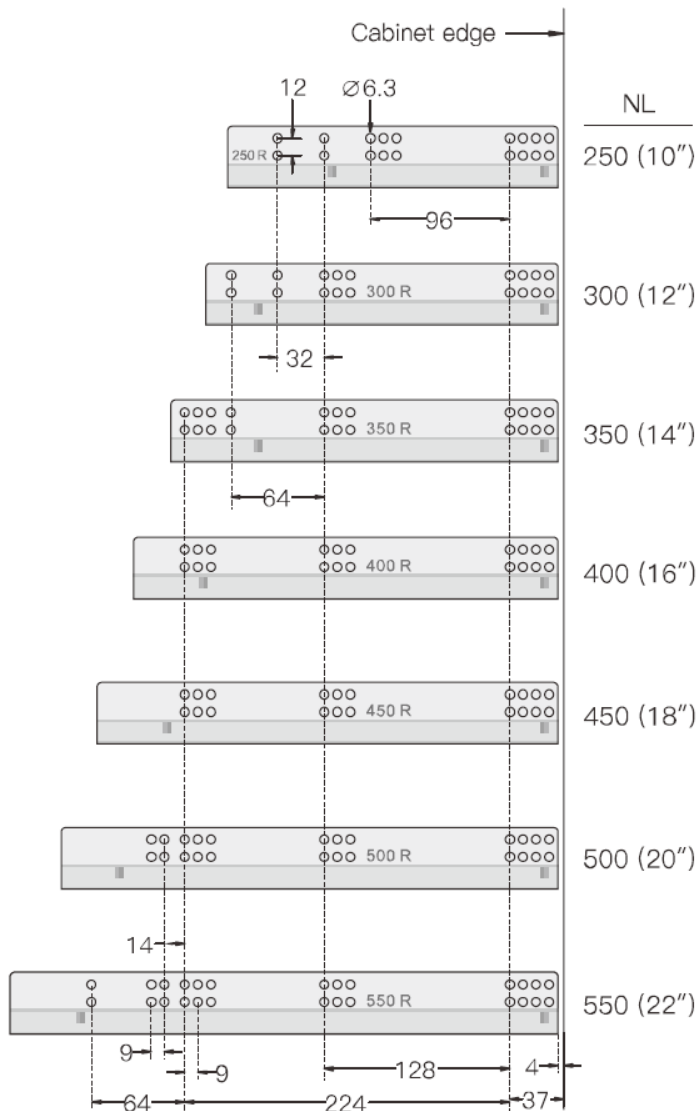 Cabinet edge
12 Ø6.3
NL
250 R
250 (10″)
96
300 R
300 (12″)
32
350 R
350 (14″)
64
400 R
400 (16″)
450 R
450 (18″)
500 R
500 (20″)
14
550 R
550 (22″)
9 9 128 4
64 224 37